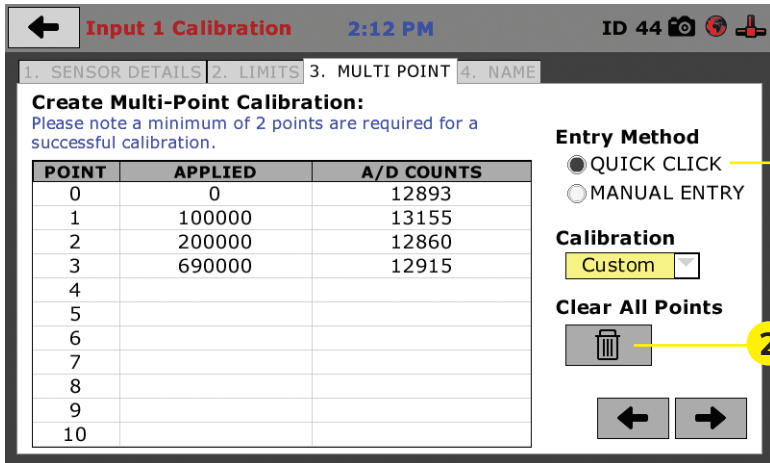 Input 1 Calibration 2:12 PM ID 44
1. SENSOR DETAILS 2. LIMITS 3. MULTI POINT 4. NAME
Create Multi-Point Calibration:
Please note a minimum of 2 points are required for a
successful calibration.
POINT APPLIED A/D COUNTS
0 0 12893
1 100000 13155
2 200000 12860
3 690000 12915
4
5
6
7
8
9
10
Entry Method
QUICK CLICK
MANUAL ENTRY
Calibration
Custom
Clear All Points
2